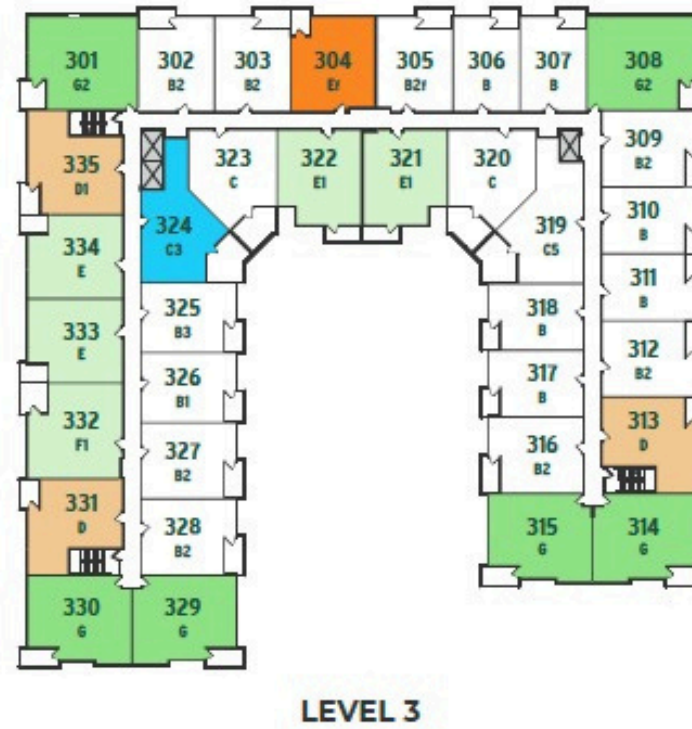 301
G2
302
B2
303
B2
304
Ef
305
B2f
306
B
307
B
308
G2
335
D1
323
C
322
E1
321
E1
320
C
309
B2
334
E
324
C3
319
C5
310
B
333
E
325
B3
318
B
311
B
332
F1
326
B1
317
B
312
B2
331
D
327
B2
316
B2
313
D
328
B2
330
G
329
G
315
G
314
G
LEVEL 3